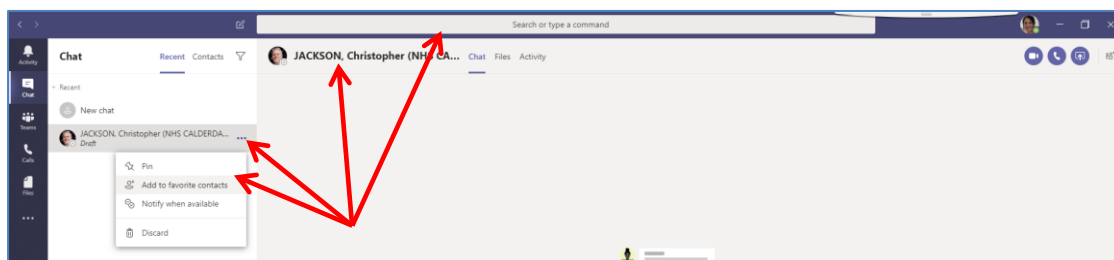 Search or type a command
Activity
Chat
Teams
Calls
Files
Chat
Recent Contacts
Recent
New chat
JACKSON, Christopher (NHS CALDERDA...
Draft
Pin
Add to favorite contacts
Notify when available
Discard
JACKSON, Christopher (NHS CA... Chat Files Activity